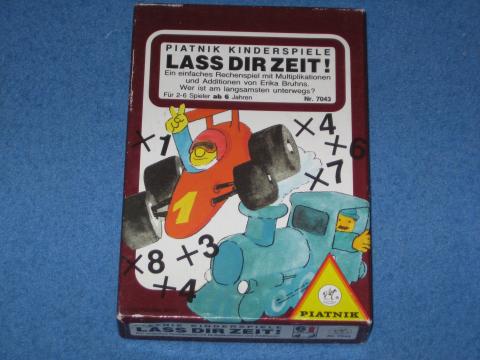 PIATNIK KINDERSPIELE
LASS DIR ZEIT!
Ein einfaches Rechenspiel mit Multiplikationen
und Additionen von Erika Bruhns.
Wer ist am langsamsten unterwegs?
Für 2-6 Spieler ab 6 Jahren Nr. 7043
×1
×4
+6
×7
1
×8
+3
+4
PIATNIK
PIATNIK KINDERSPIELE
LASS DIR ZEIT!